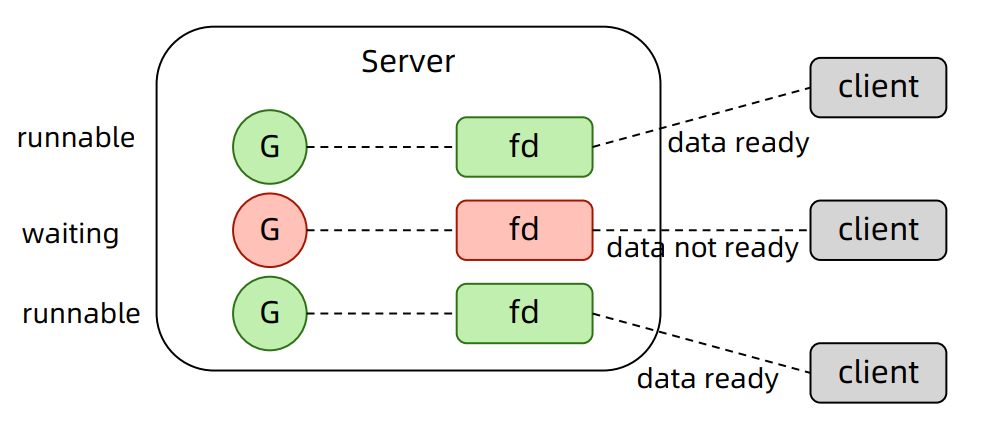 Server
client
runnable
G
fd
data ready
waiting
G
fd
data not ready
client
runnable
G
fd
data ready
client